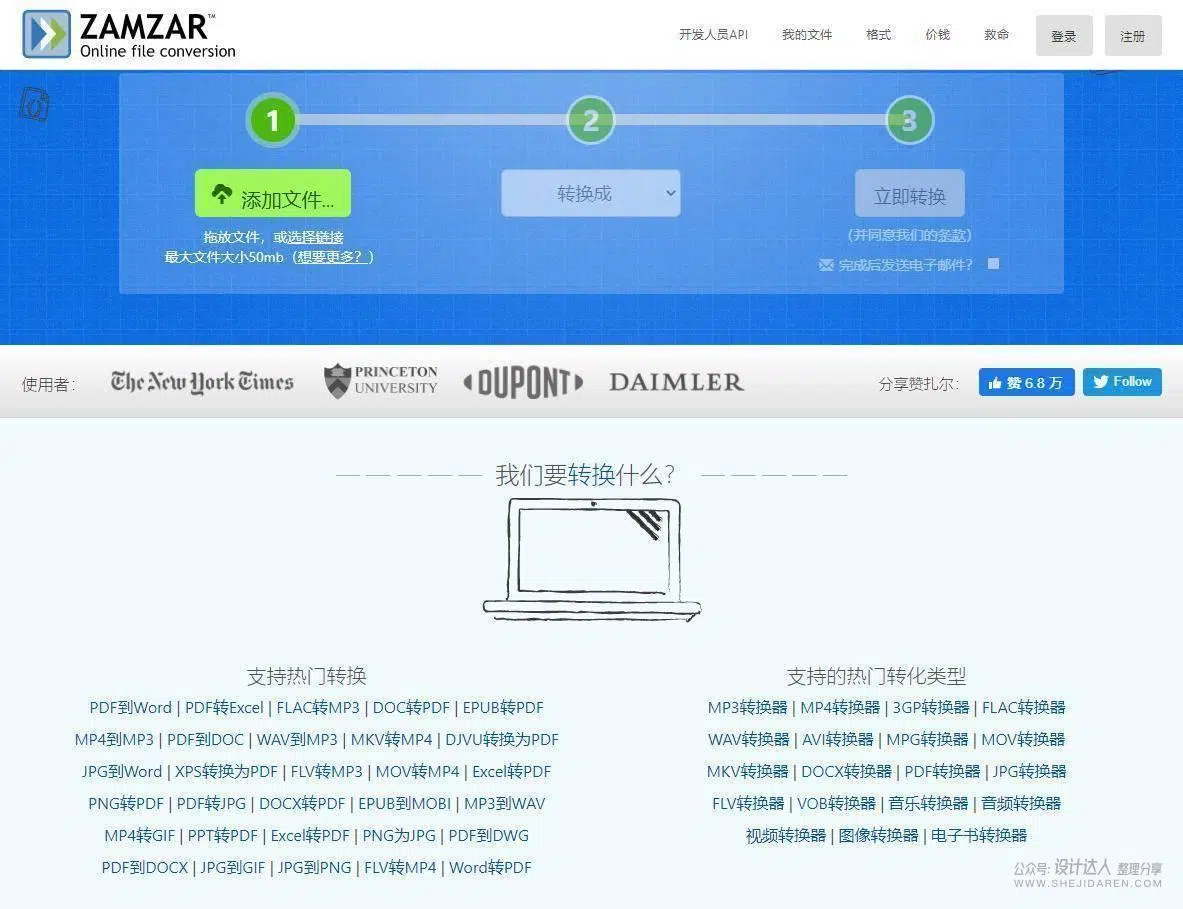 ZAMZAR™
Online file conversion
开发人员API 我的文件 格式 价钱 救命 登录 注册
1 2 3
添加文件... 转换成 立即转换
拖放文件，或选择链接
最大文件大小50mb（想要更多？）
(并同意我们的条款)
完成后发送电子邮件？
使用者： The New York Times PRINCETON UNIVERSITY DUPONT DAIMLER 分享赞扎尔： 赞 6.8 万 Follow
我们要转换什么？
支持热门转换
PDF到Word | PDF转Excel | FLAC转MP3 | DOC转PDF | EPUB转PDF
MP4到MP3 | PDF到DOC | WAV到MP3 | MKV转MP4 | DJVU转换为PDF
JPG到Word | XPS转换为PDF | FLV转MP3 | MOV转MP4 | Excel转PDF
PNG转PDF | PDF转JPG | DOCX转PDF | EPUB到MOBI | MP3到WAV
MP4转GIF | PPT转PDF | Excel转PDF | PNG为JPG | PDF到DWG
PDF到DOCX | JPG到GIF | JPG到PNG | FLV转MP4 | Word转PDF
支持的热门转化类型
MP3转换器 | MP4转换器 | 3GP转换器 | FLAC转换器
WAV转换器 | AVI转换器 | MPG转换器 | MOV转换器
MKV转换器 | DOCX转换器 | PDF转换器 | JPG转换器
FLV转换器 | VOB转换器 | 音乐转换器 | 音频转换器
视频转换器 | 图像转换器 | 电子书转换器
公众号: 设计达人 整理分享
WWW.SHEJIDAREN.COM